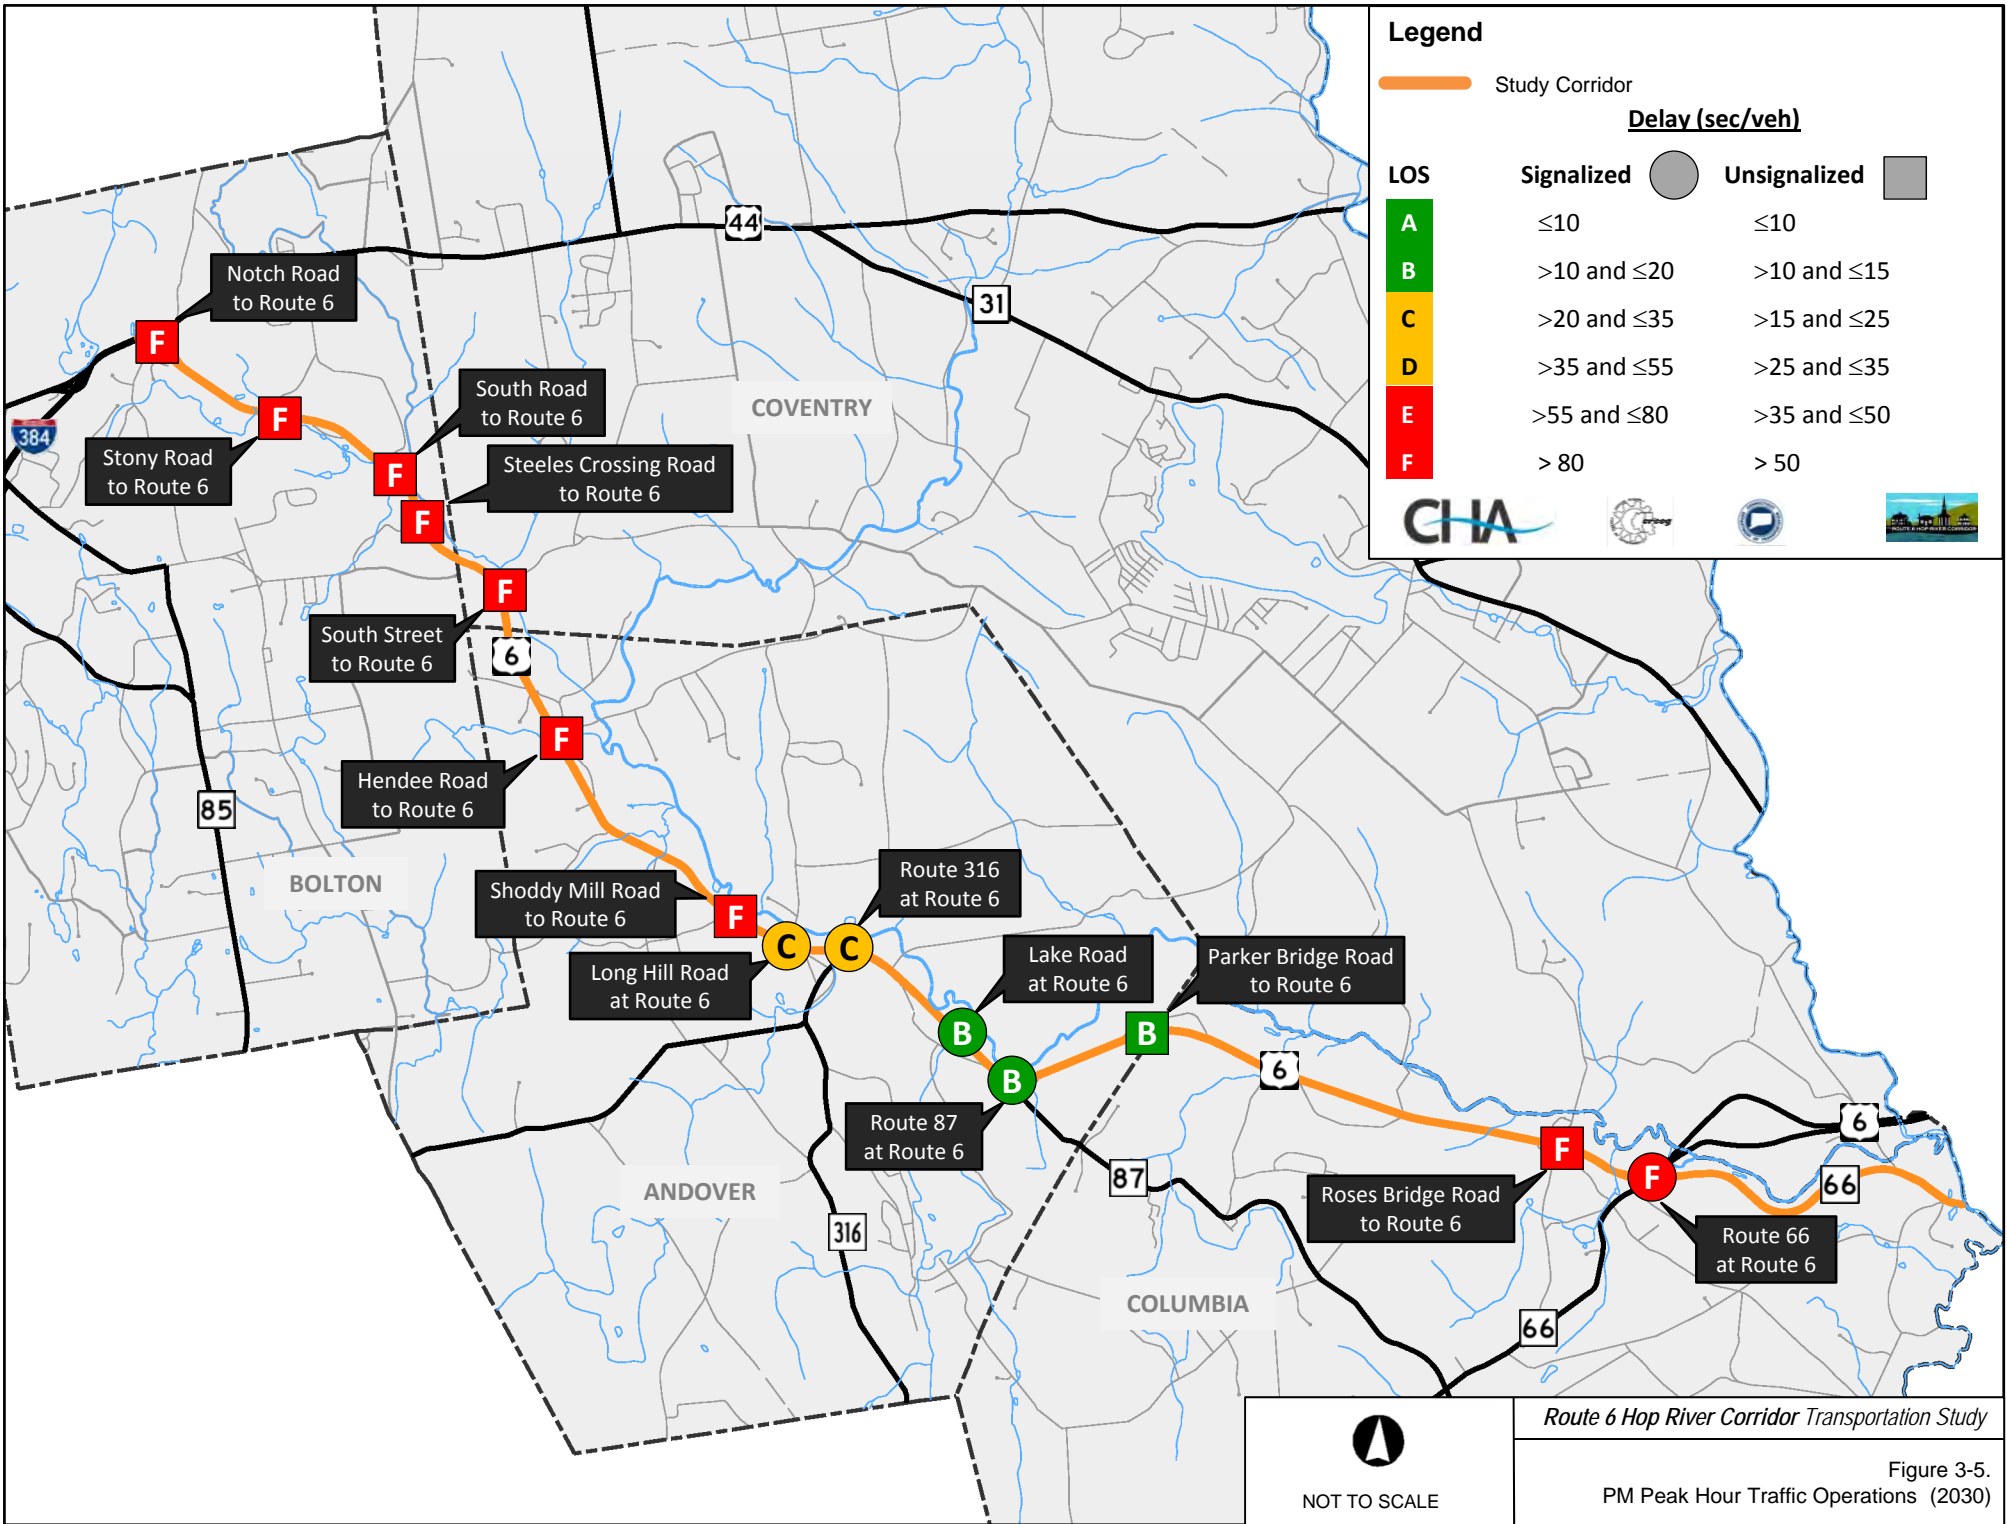 Legend
Study Corridor
Delay (sec/veh)
LOS Signalized Unsignalized
A ≤10 ≤10
B >10 and ≤20 >10 and ≤15
C >20 and ≤35 >15 and ≤25
D >35 and ≤55 >25 and ≤35
E >55 and ≤80 >35 and ≤50
F > 80 > 50
CHA
crcog
ROUTE 6 HOP RIVER CORRIDOR
44
31
Notch Road
to Route 6
F
384
Stony Road
to Route 6
F
South Road
to Route 6
F
Steeles Crossing Road
to Route 6
F
COVENTRY
South Street
to Route 6
F
6
Hendee Road
to Route 6
F
85
BOLTON
Shoddy Mill Road
to Route 6
F
Long Hill Road
at Route 6
C
Route 316
at Route 6
C
Lake Road
at Route 6
B
Route 87
at Route 6
B
Parker Bridge Road
to Route 6
B
6
87
ANDOVER
316
COLUMBIA
Roses Bridge Road
to Route 6
F
Route 66
at Route 6
F
6
66
66
NOT TO SCALE
Route 6 Hop River Corridor Transportation Study
Figure 3-5.
PM Peak Hour Traffic Operations (2030)